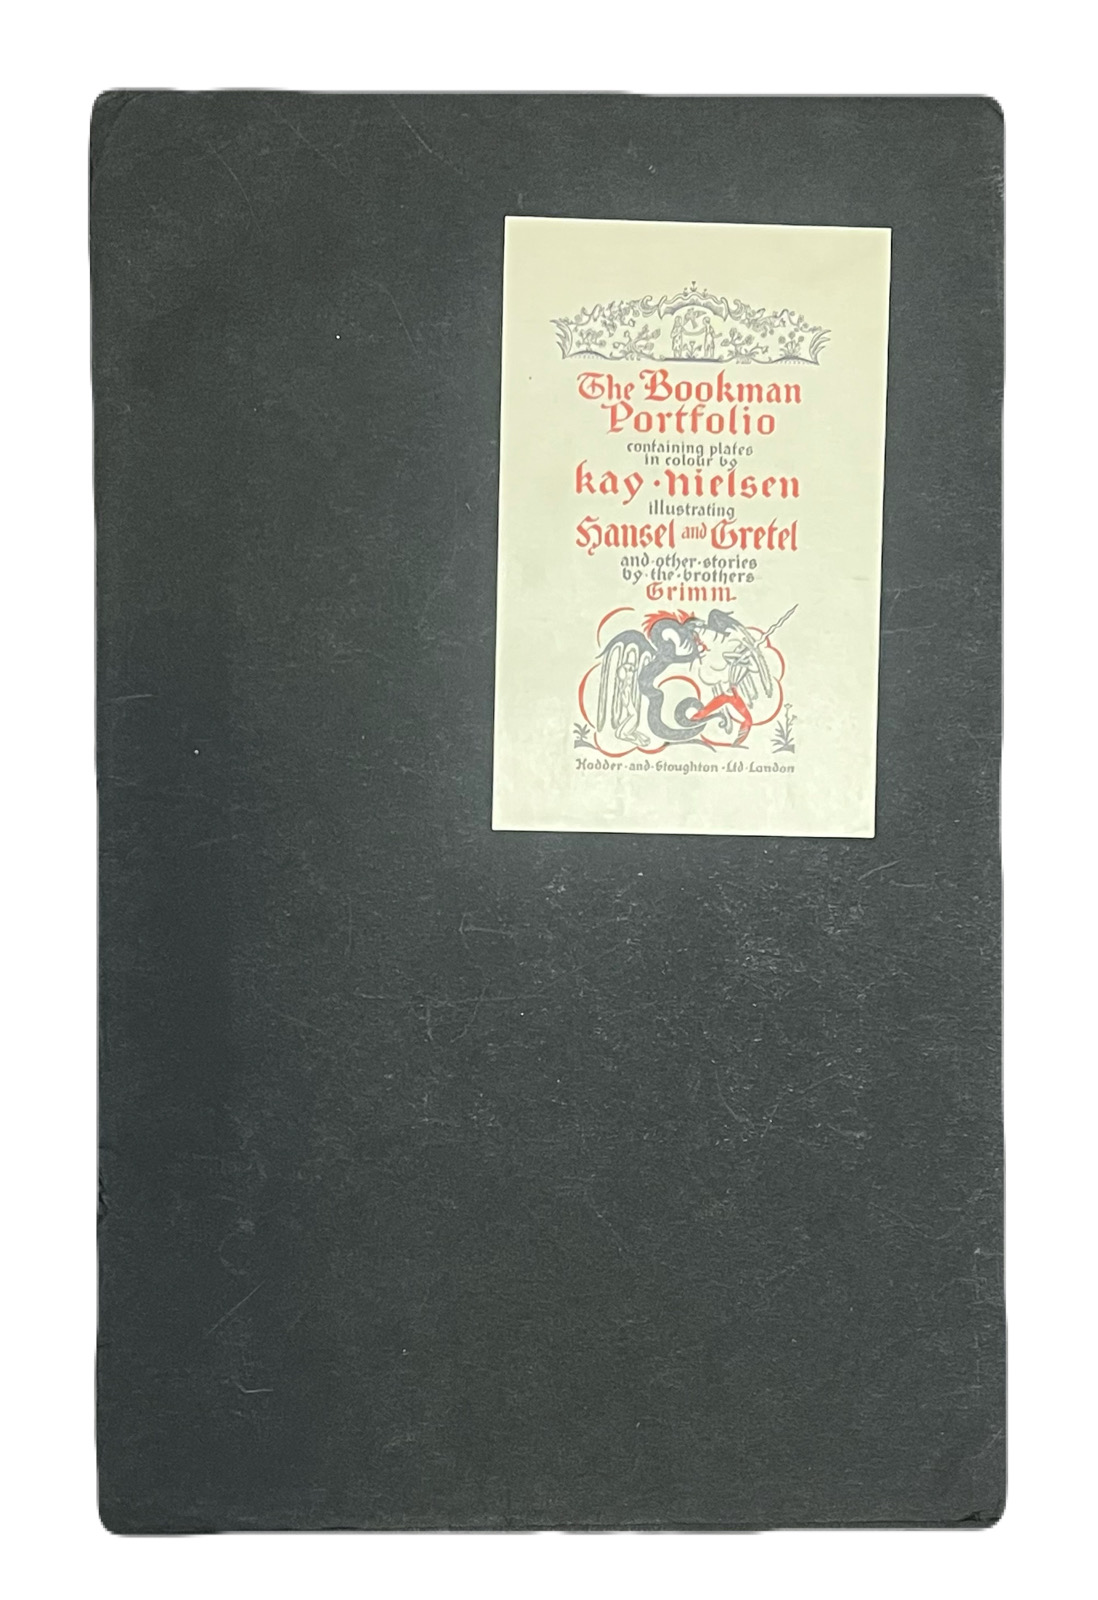 The Bookman
Portfolio
containing plates
in colour by
kay · nielsen
illustrating
Hansel and Gretel
and · other · stories
by · the · brothers
Grimm
Hodder · and · Stoughton · Ltd · London